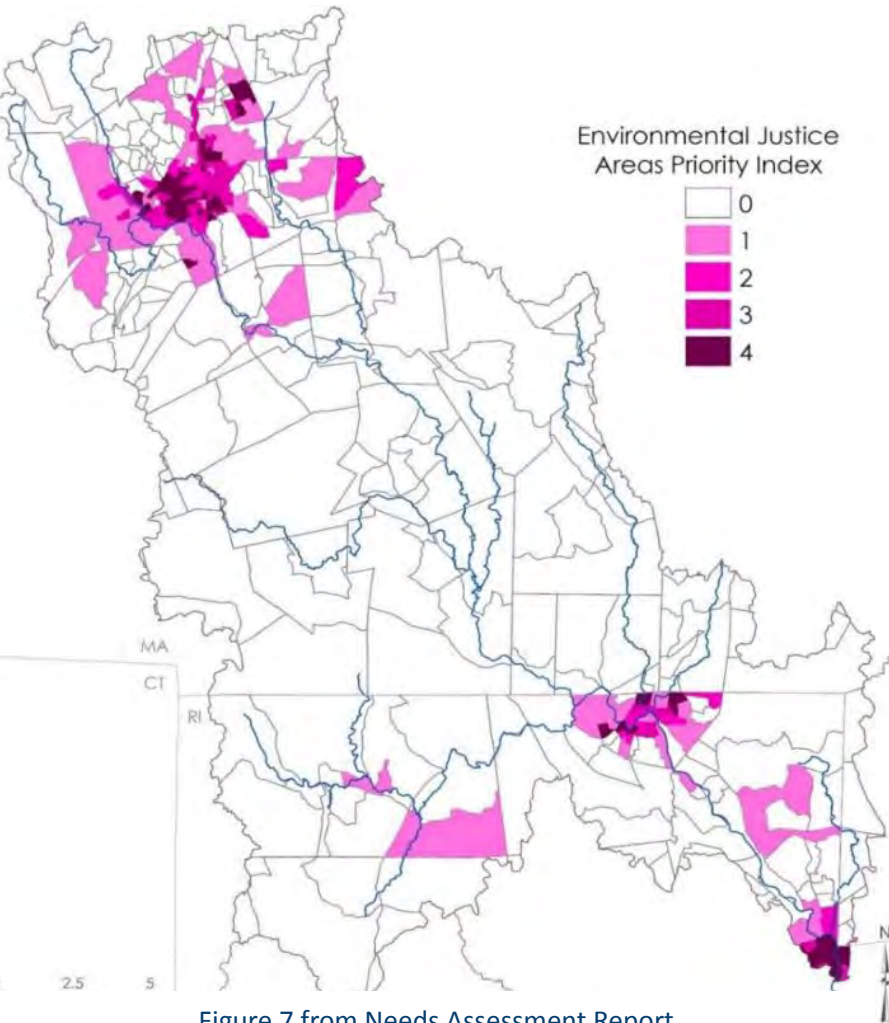 Environmental Justice
Areas Priority Index
0
1
2
3
4
MA
CT
RI
N
2.5 5
Figure 7 from Needs Assessment Report